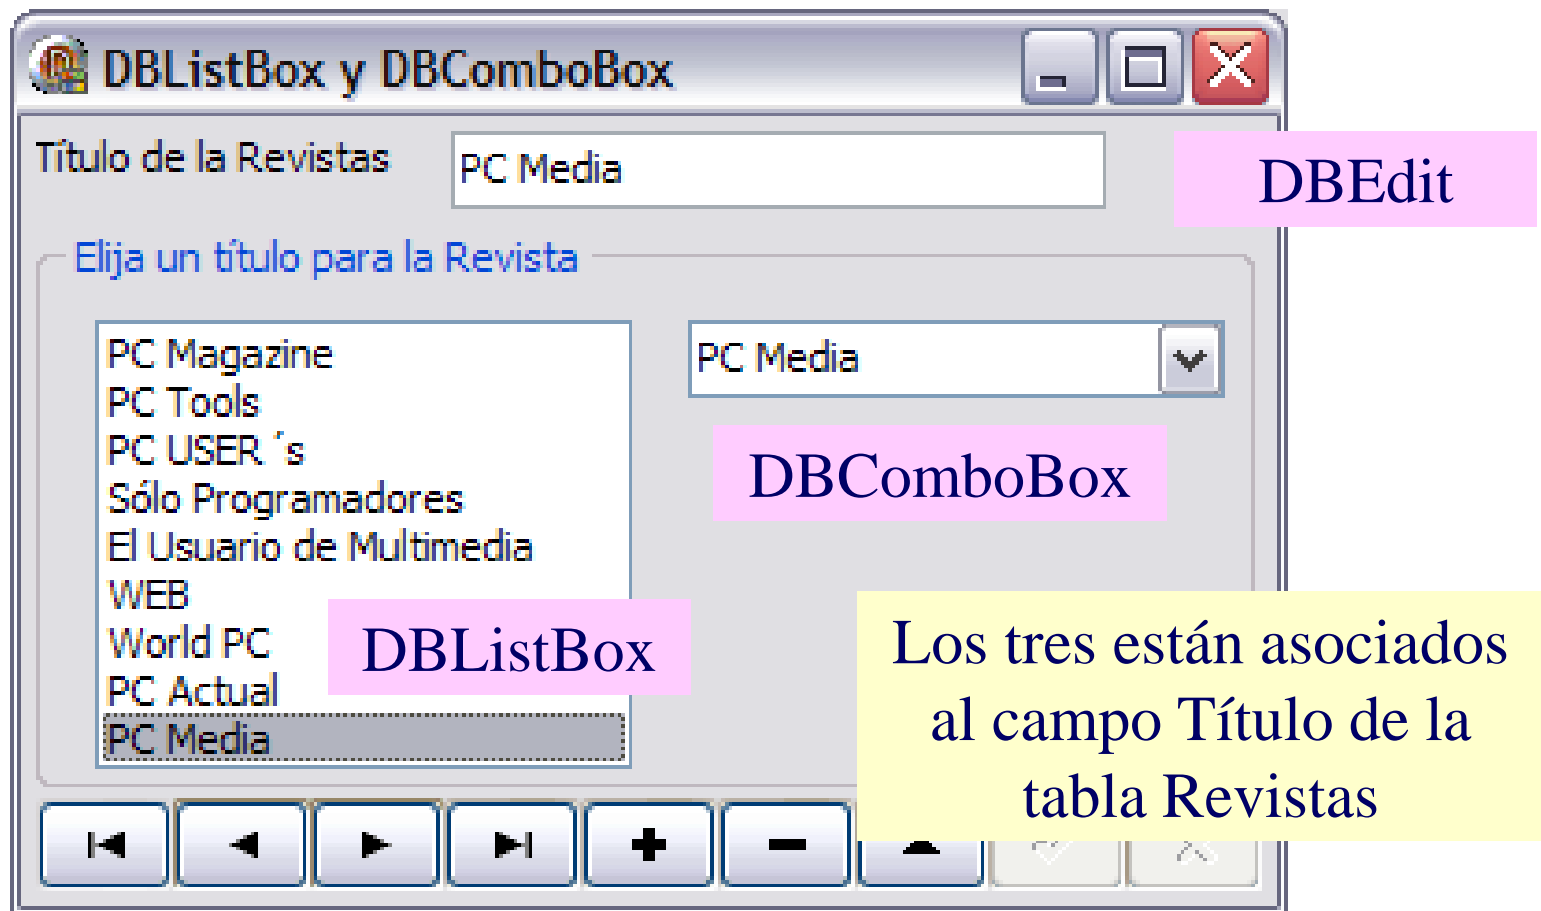 DBListBox y DBComboBox
Título de la Revistas
PC Media
DBEdit
Elija un título para la Revista
PC Magazine
PC Tools
PC USER ´s
Sólo Programadores
El Usuario de Multimedia
WEB
World PC
PC Actual
PC Media
DBListBox
PC Media
DBComboBox
Los tres están asociados
al campo Título de la
tabla Revistas